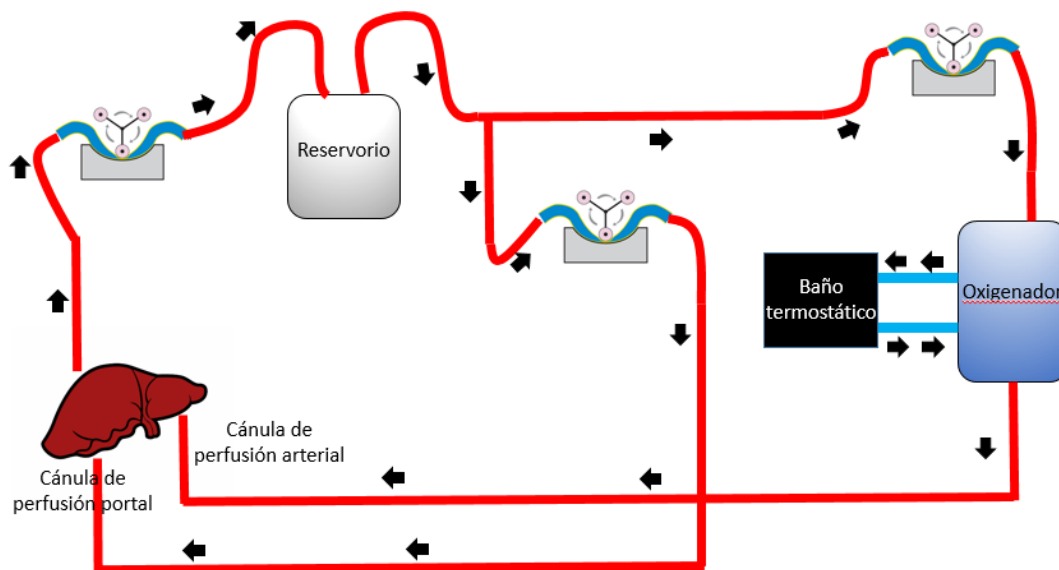 Reservorio
Baño
termostático
Oxigenador
Cánula de
perfusión arterial
Cánula de
perfusión portal